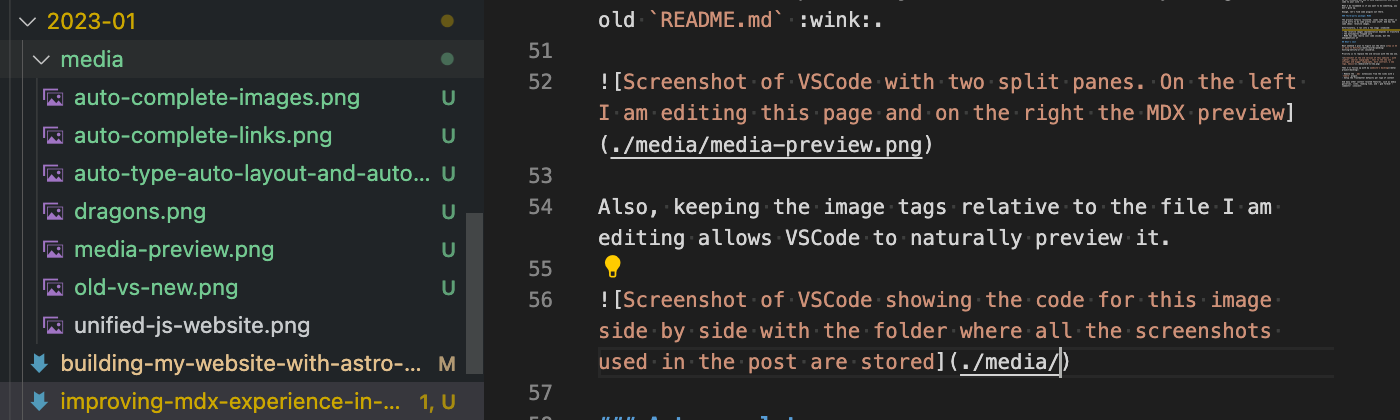 2023-01
media
auto-complete-images.png U
auto-complete-links.png U
auto-type-auto-layout-and-auto... U
dragons.png U
media-preview.png U
old-vs-new.png U
unified-js-website.png
building-my-website-with-astro-... M
improving-mdx-experience-in-... 1, U
old `README.md` :wink:.
51
52 ![Screenshot of VSCode with two split panes. On the left
I am editing this page and on the right the MDX preview]
(./media/media-preview.png)
53
54 Also, keeping the image tags relative to the file I am
editing allows VSCode to naturally preview it.
55
56 ![Screenshot of VSCode showing the code for this image
side by side with the folder where all the screenshots
used in the post are stored](./media/)
57